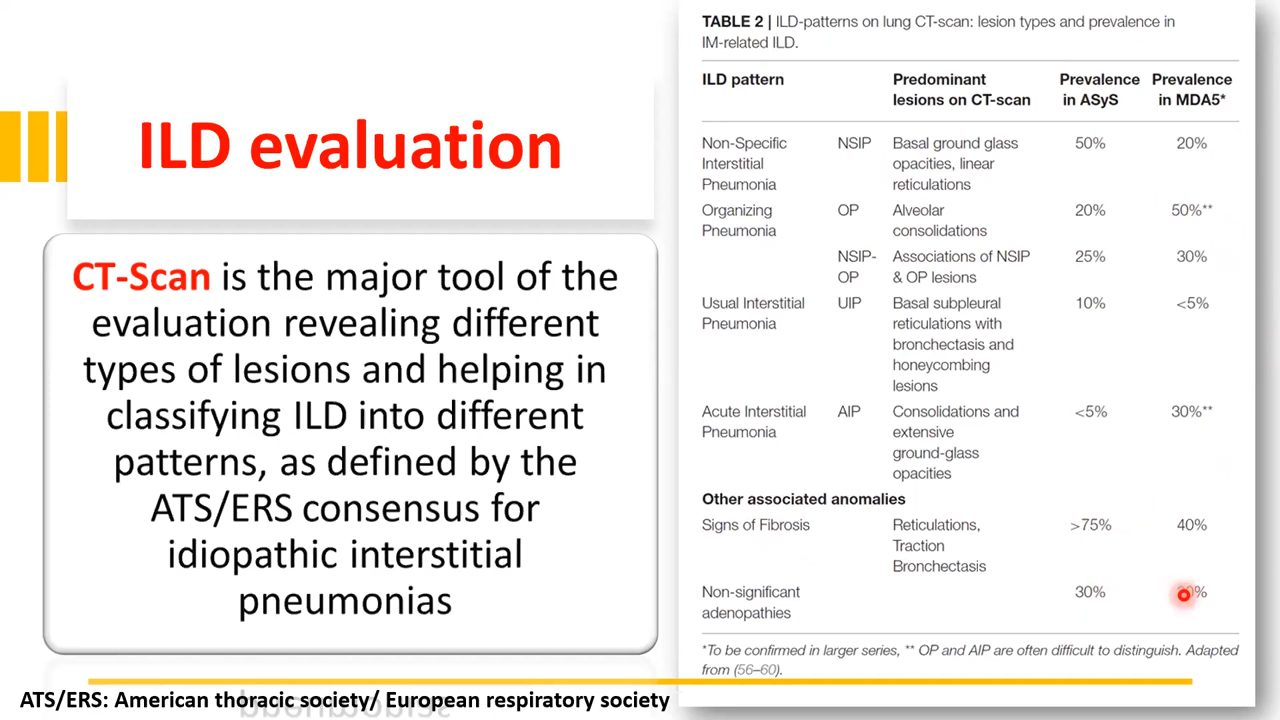 ILD evaluation
CT-Scan is the major tool of the
evaluation revealing different
types of lesions and helping in
classifying ILD into different
patterns, as defined by the
ATS/ERS consensus for
idiopathic interstitial
pneumonias
ATS/ERS: American thoracic society/ European respiratory society
TABLE 2 | ILD-patterns on lung CT-scan: lesion types and prevalence in
IM-related ILD.
ILD pattern Predominant Prevalence Prevalence
lesions on CT-scan in ASyS in MDA5*
Non-Specific NSIP Basal ground glass 50% 20%
Interstitial opacities, linear
Pneumonia reticulations
Organizing OP Alveolar 20% 50%**
Pneumonia consolidations
NSIP- Associations of NSIP 25% 30%
OP & OP lesions
Usual Interstitial UIP Basal subpleural 10% <5%
Pneumonia reticulations with
bronchectasis and
honeycombing
lesions
Acute Interstitial AIP Consolidations and <5% 30%**
Pneumonia extensive
ground-glass
opacities
Other associated anomalies
Signs of Fibrosis Reticulations, >75% 40%
Traction
Bronchectasis
Non-significant 30%
adenopathies
*To be confirmed in larger series, ** OP and AIP are often difficult to distinguish. Adapted
from (56–60).